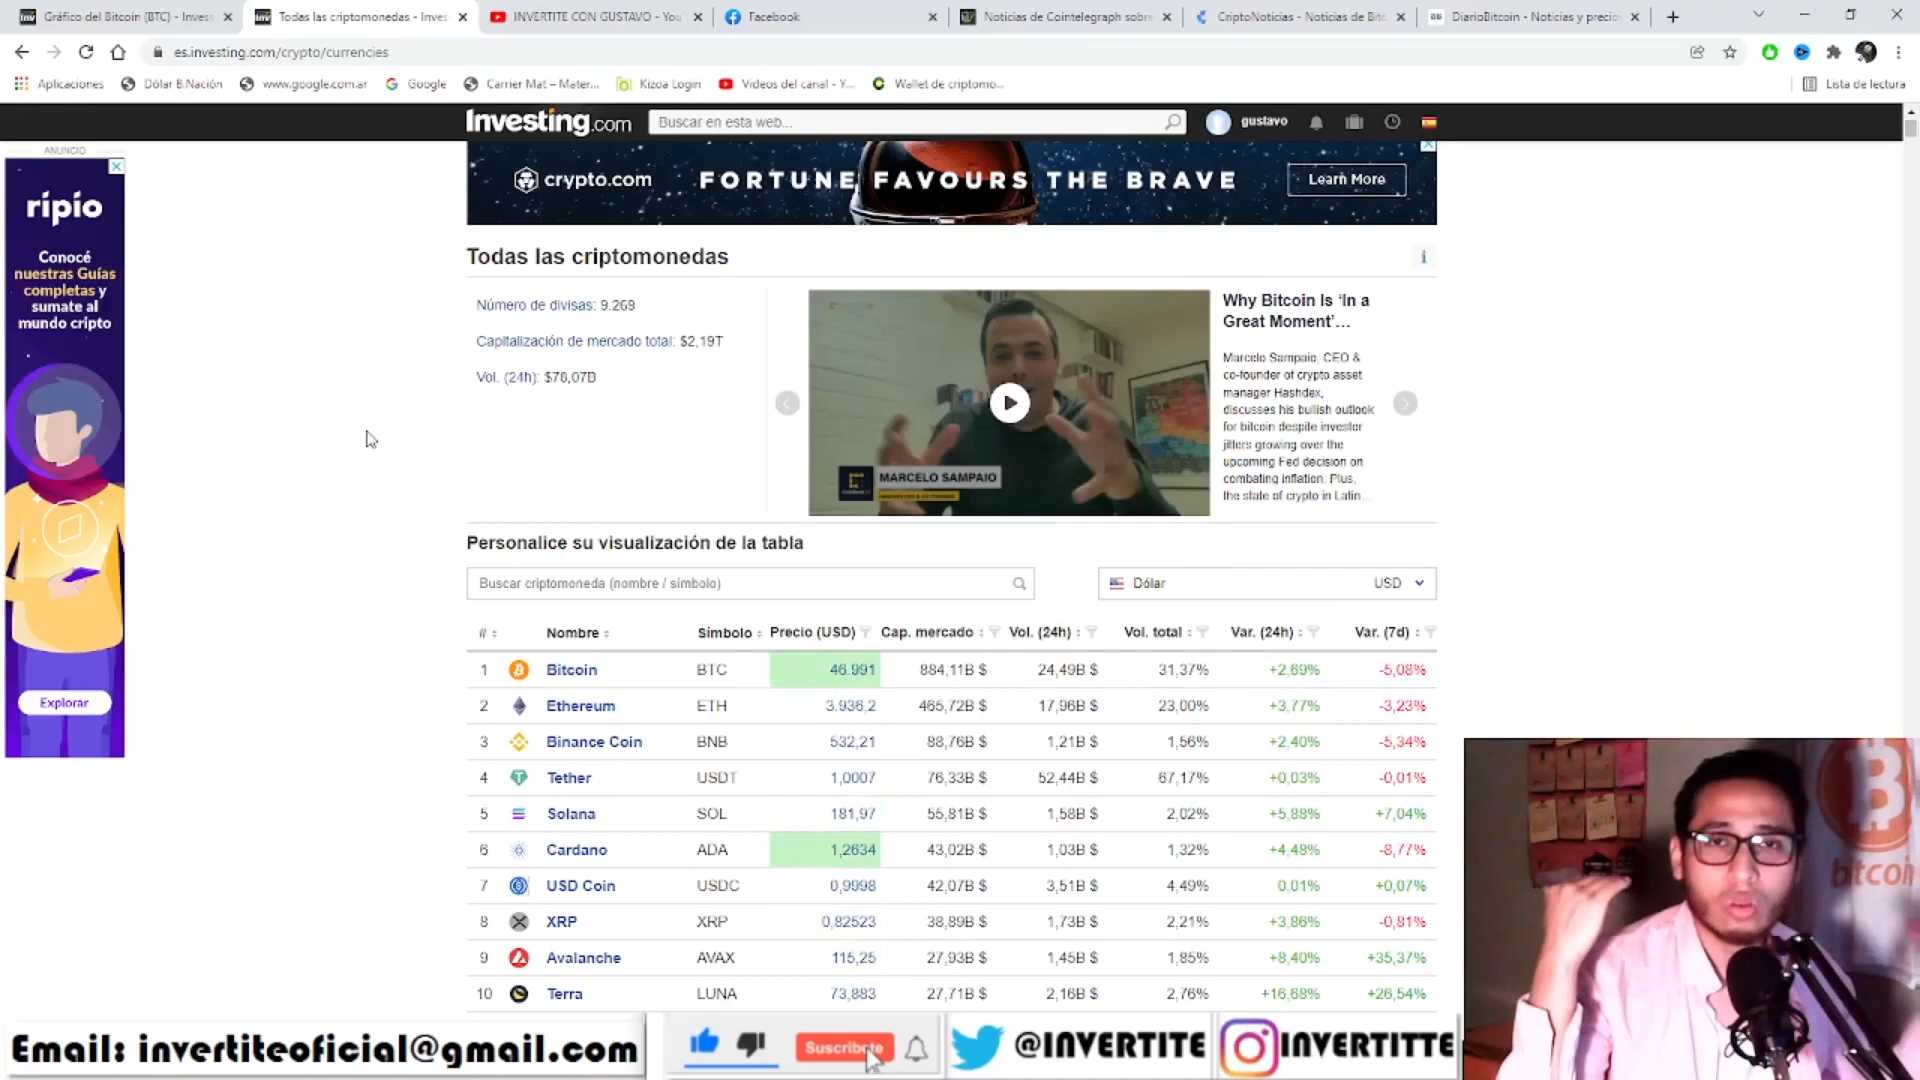 Gráfico del Bitcoin (BTC) - Invest
Todas las criptomonedas - Inves
INVERTITE CON GUSTAVO - You
Facebook
Noticias de Cointelegraph sobre
CriptoNoticias - Noticias de Bitc
DiarioBitcoin - Noticias y precio
es.investing.com/crypto/currencies
Aplicaciones
Dólar B.Nación
www.google.com.ar
Google
Carrier Mat – Mater...
Kizoa Login
Videos del canal - Y...
Wallet de criptomo...
Lista de lectura
Investing.com
Buscar en esta web...
gustavo
ANUNCIO
ripio
Conocé
nuestras Guías
completas y
sumate al
mundo cripto
Explorar
crypto.com
FORTUNE FAVOURS THE BRAVE
Learn More
Todas las criptomonedas
Número de divisas: 9.269
Capitalización de mercado total: $2,19T
Vol. (24h): $78,07B
MARCELO SAMPAIO
Why Bitcoin Is ‘In a
Great Moment’...
Marcelo Sampaio, CEO &
co-founder of crypto asset
manager Hashdex,
discusses his bullish outlook
for bitcoin despite investor
jitters growing over the
upcoming Fed decision on
combating inflation. Plus,
the state of crypto in Latin...
Personalice su visualización de la tabla
Buscar criptomoneda (nombre / símbolo)
Dólar USD
# Nombre Símbolo Precio (USD) Cap. mercado Vol. (24h) Vol. total Var. (24h) Var. (7d)
1 Bitcoin BTC 46.991 884,11B $ 24,49B $ 31,37% +2,69% -5,08%
2 Ethereum ETH 3.936,2 465,72B $ 17,96B $ 23,00% +3,77% -3,23%
3 Binance Coin BNB 532,21 88,76B $ 1,21B $ 1,56% +2,40% -5,34%
4 Tether USDT 1,0007 76,33B $ 52,44B $ 67,17% +0,03% -0,01%
5 Solana SOL 181,97 55,81B $ 1,58B $ 2,02% +5,88% +7,04%
6 Cardano ADA 1,2634 43,02B $ 1,03B $ 1,32% +4,48% -8,77%
7 USD Coin USDC 0,9998 42,07B $ 3,51B $ 4,49% 0,01% +0,07%
8 XRP XRP 0,82523 38,89B $ 1,73B $ 2,21% +3,86% -0,81%
9 Avalanche AVAX 115,25 27,93B $ 1,45B $ 1,85% +8,40% +35,37%
10 Terra LUNA 73,883 27,71B $ 2,16B $ 2,76% +16,68% +26,54%
bitcoin
Email: invertiteoficial@gmail.com
Suscribete
@INVERTITE
INVERTITTE